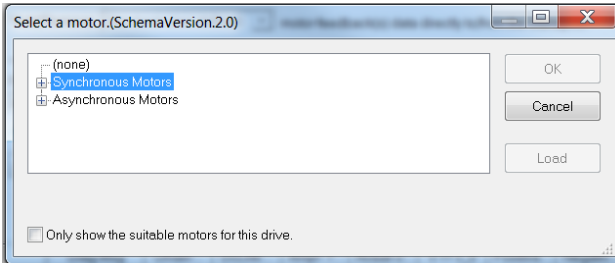 Select a motor.(SchemaVersion.2.0)
(none)
Synchronous Motors
Asynchronous Motors
OK
Cancel
Load
Only show the suitable motors for this drive.